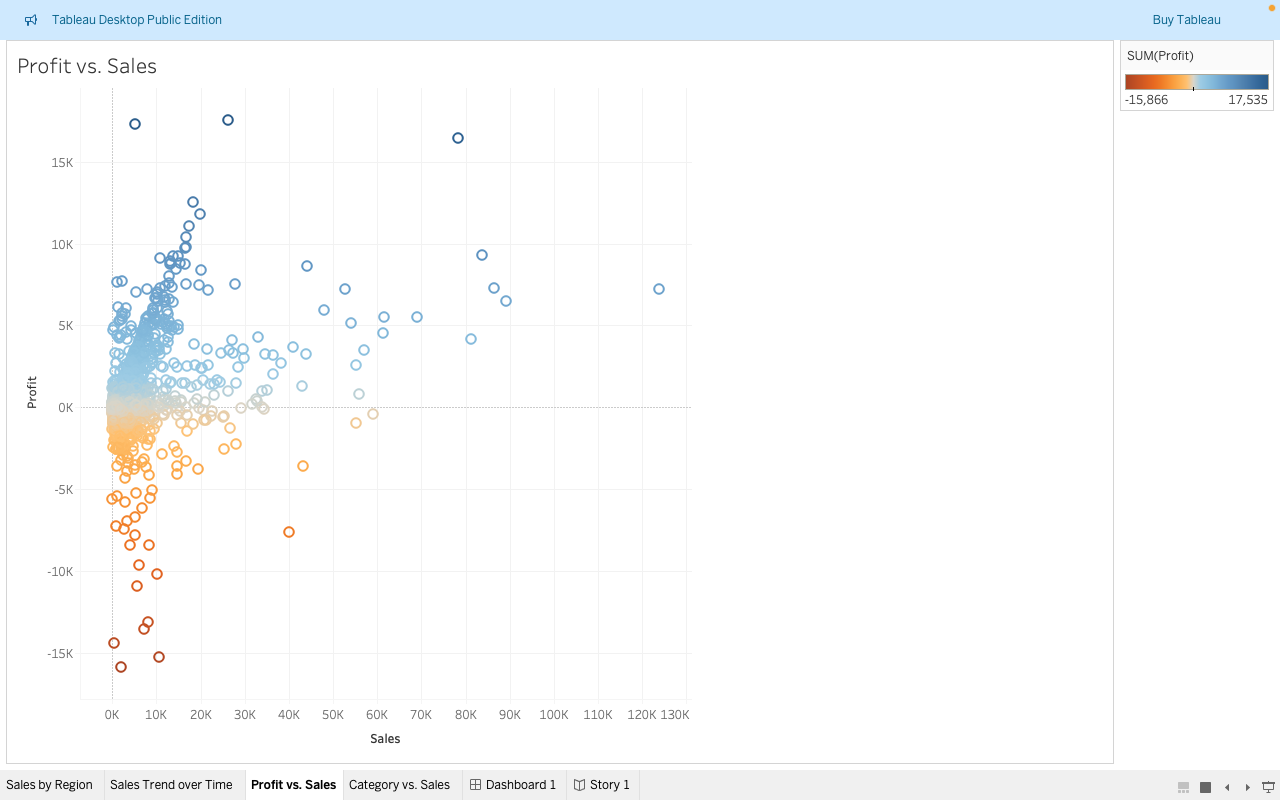 Tableau Desktop Public Edition
Buy Tableau
Profit vs. Sales
SUM(Profit)
-15,866 17,535
15K
10K
5K
0K
-5K
-10K
-15K
Profit
0K 10K 20K 30K 40K 50K 60K 70K 80K 90K 100K 110K 120K 130K
Sales
Sales by Region Sales Trend over Time Profit vs. Sales Category vs. Sales Dashboard 1 Story 1